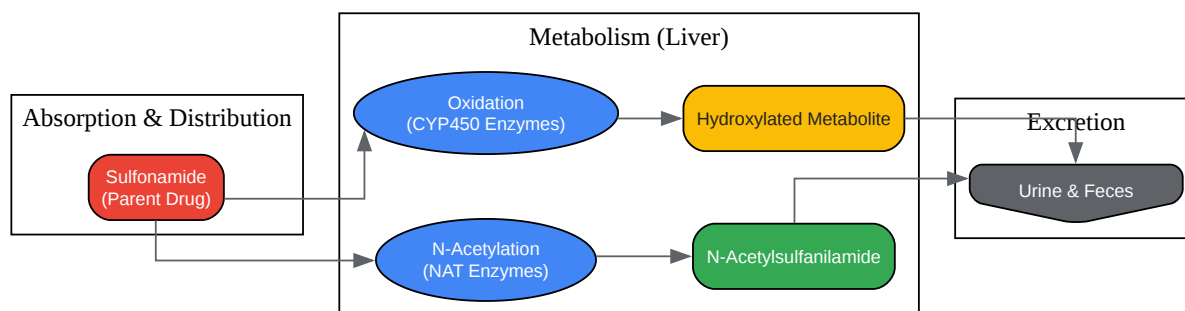 Absorption & Distribution
Sulfonamide
(Parent Drug)
Metabolism (Liver)
Oxidation
(CYP450 Enzymes)
Hydroxylated Metabolite
N-Acetylation
(NAT Enzymes)
N-Acetylsulfanilamide
Excretion
Urine & Feces